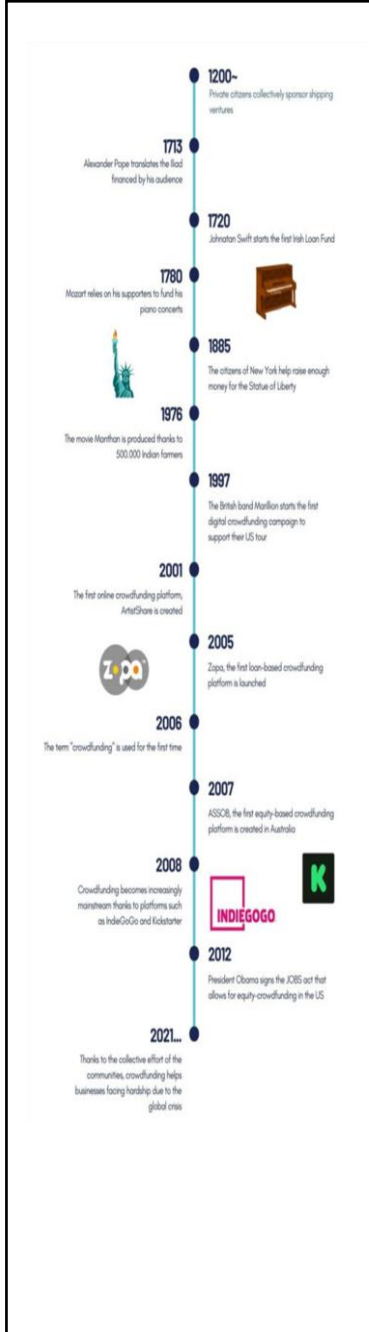 1200~
Private citizens collectively sponsor shipping
ventures
1713
Alexander Pope translates the Iliad
financed by his audience
1720
Johnatan Swift starts the first Irish Loan Fund
1780
Mozart relies on his supporters to fund his
piano concerts
1885
The citizens of New York help raise enough
money for the Statue of Liberty
1976
The movie Manthan is produced thanks to
500.000 Indian farmers
1997
The British band Marillion starts the first
digital crowdfunding campaign to
support their US tour
2001
The first online crowdfunding platform,
ArtistShare is created
2005
Zopa, the first loan-based crowdfunding
platform is launched
zopa
2006
The term "crowdfunding" is used for the first time
2007
ASSOB, the first equity-based crowdfunding
platform is created in Australia
2008
Crowdfunding becomes increasingly
mainstream thanks to platforms such
as IndieGoGo and Kickstarter
K
INDIEGOGO
2012
President Obama signs the JOBS act that
allows for equity-crowdfunding in the US
2021...
Thanks to the collective effort of the
communities, crowdfunding helps
businesses facing hardship due to the
global crisis